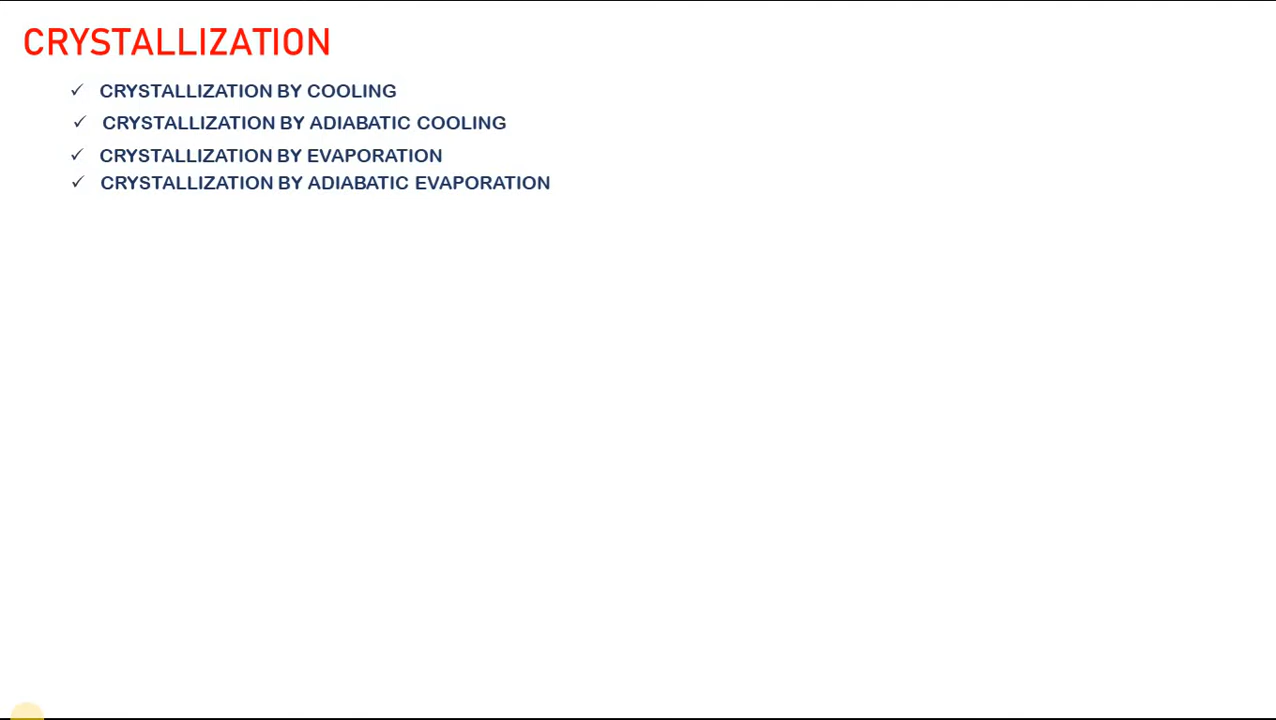 CRYSTALLIZATION
✓ CRYSTALLIZATION BY COOLING
✓ CRYSTALLIZATION BY ADIABATIC COOLING
✓ CRYSTALLIZATION BY EVAPORATION
✓ CRYSTALLIZATION BY ADIABATIC EVAPORATION